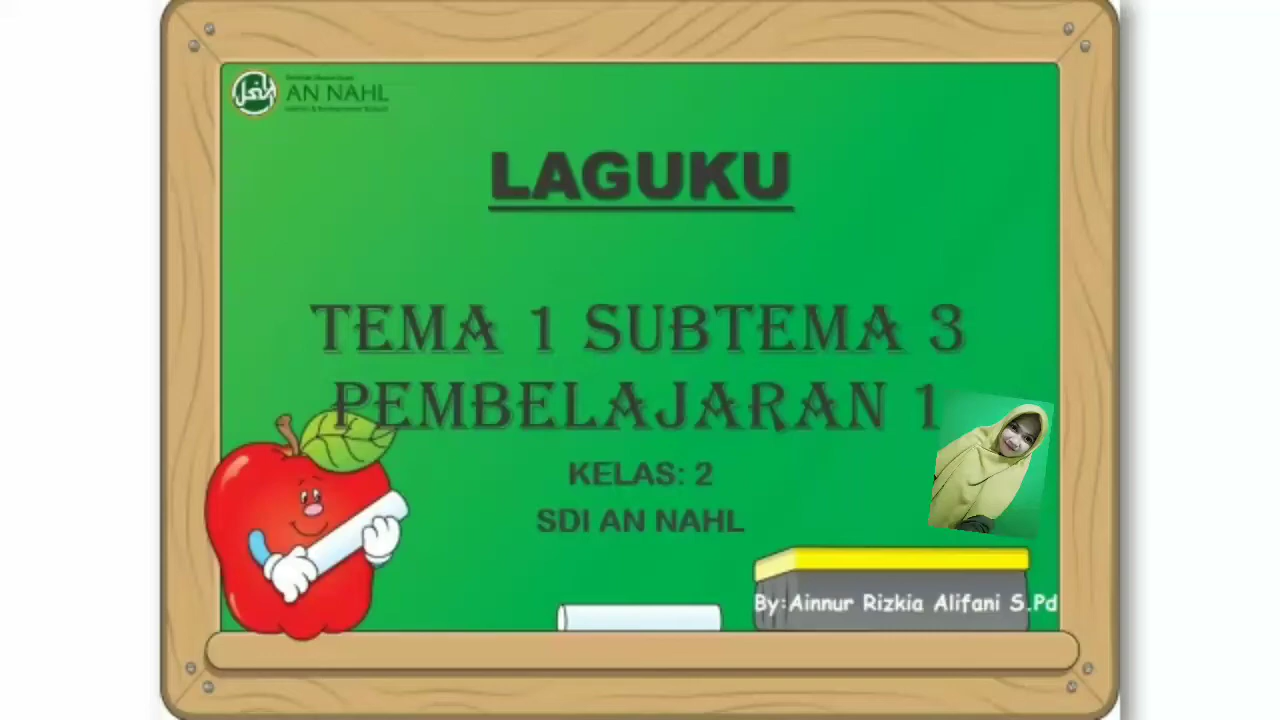 AN NAHL
LAGUKU
TEMA 1 SUBTEMA 3
PEMBELAJARAN 1
KELAS: 2
SDI AN NAHL
By:Ainnur Rizkia Alifani S.Pd